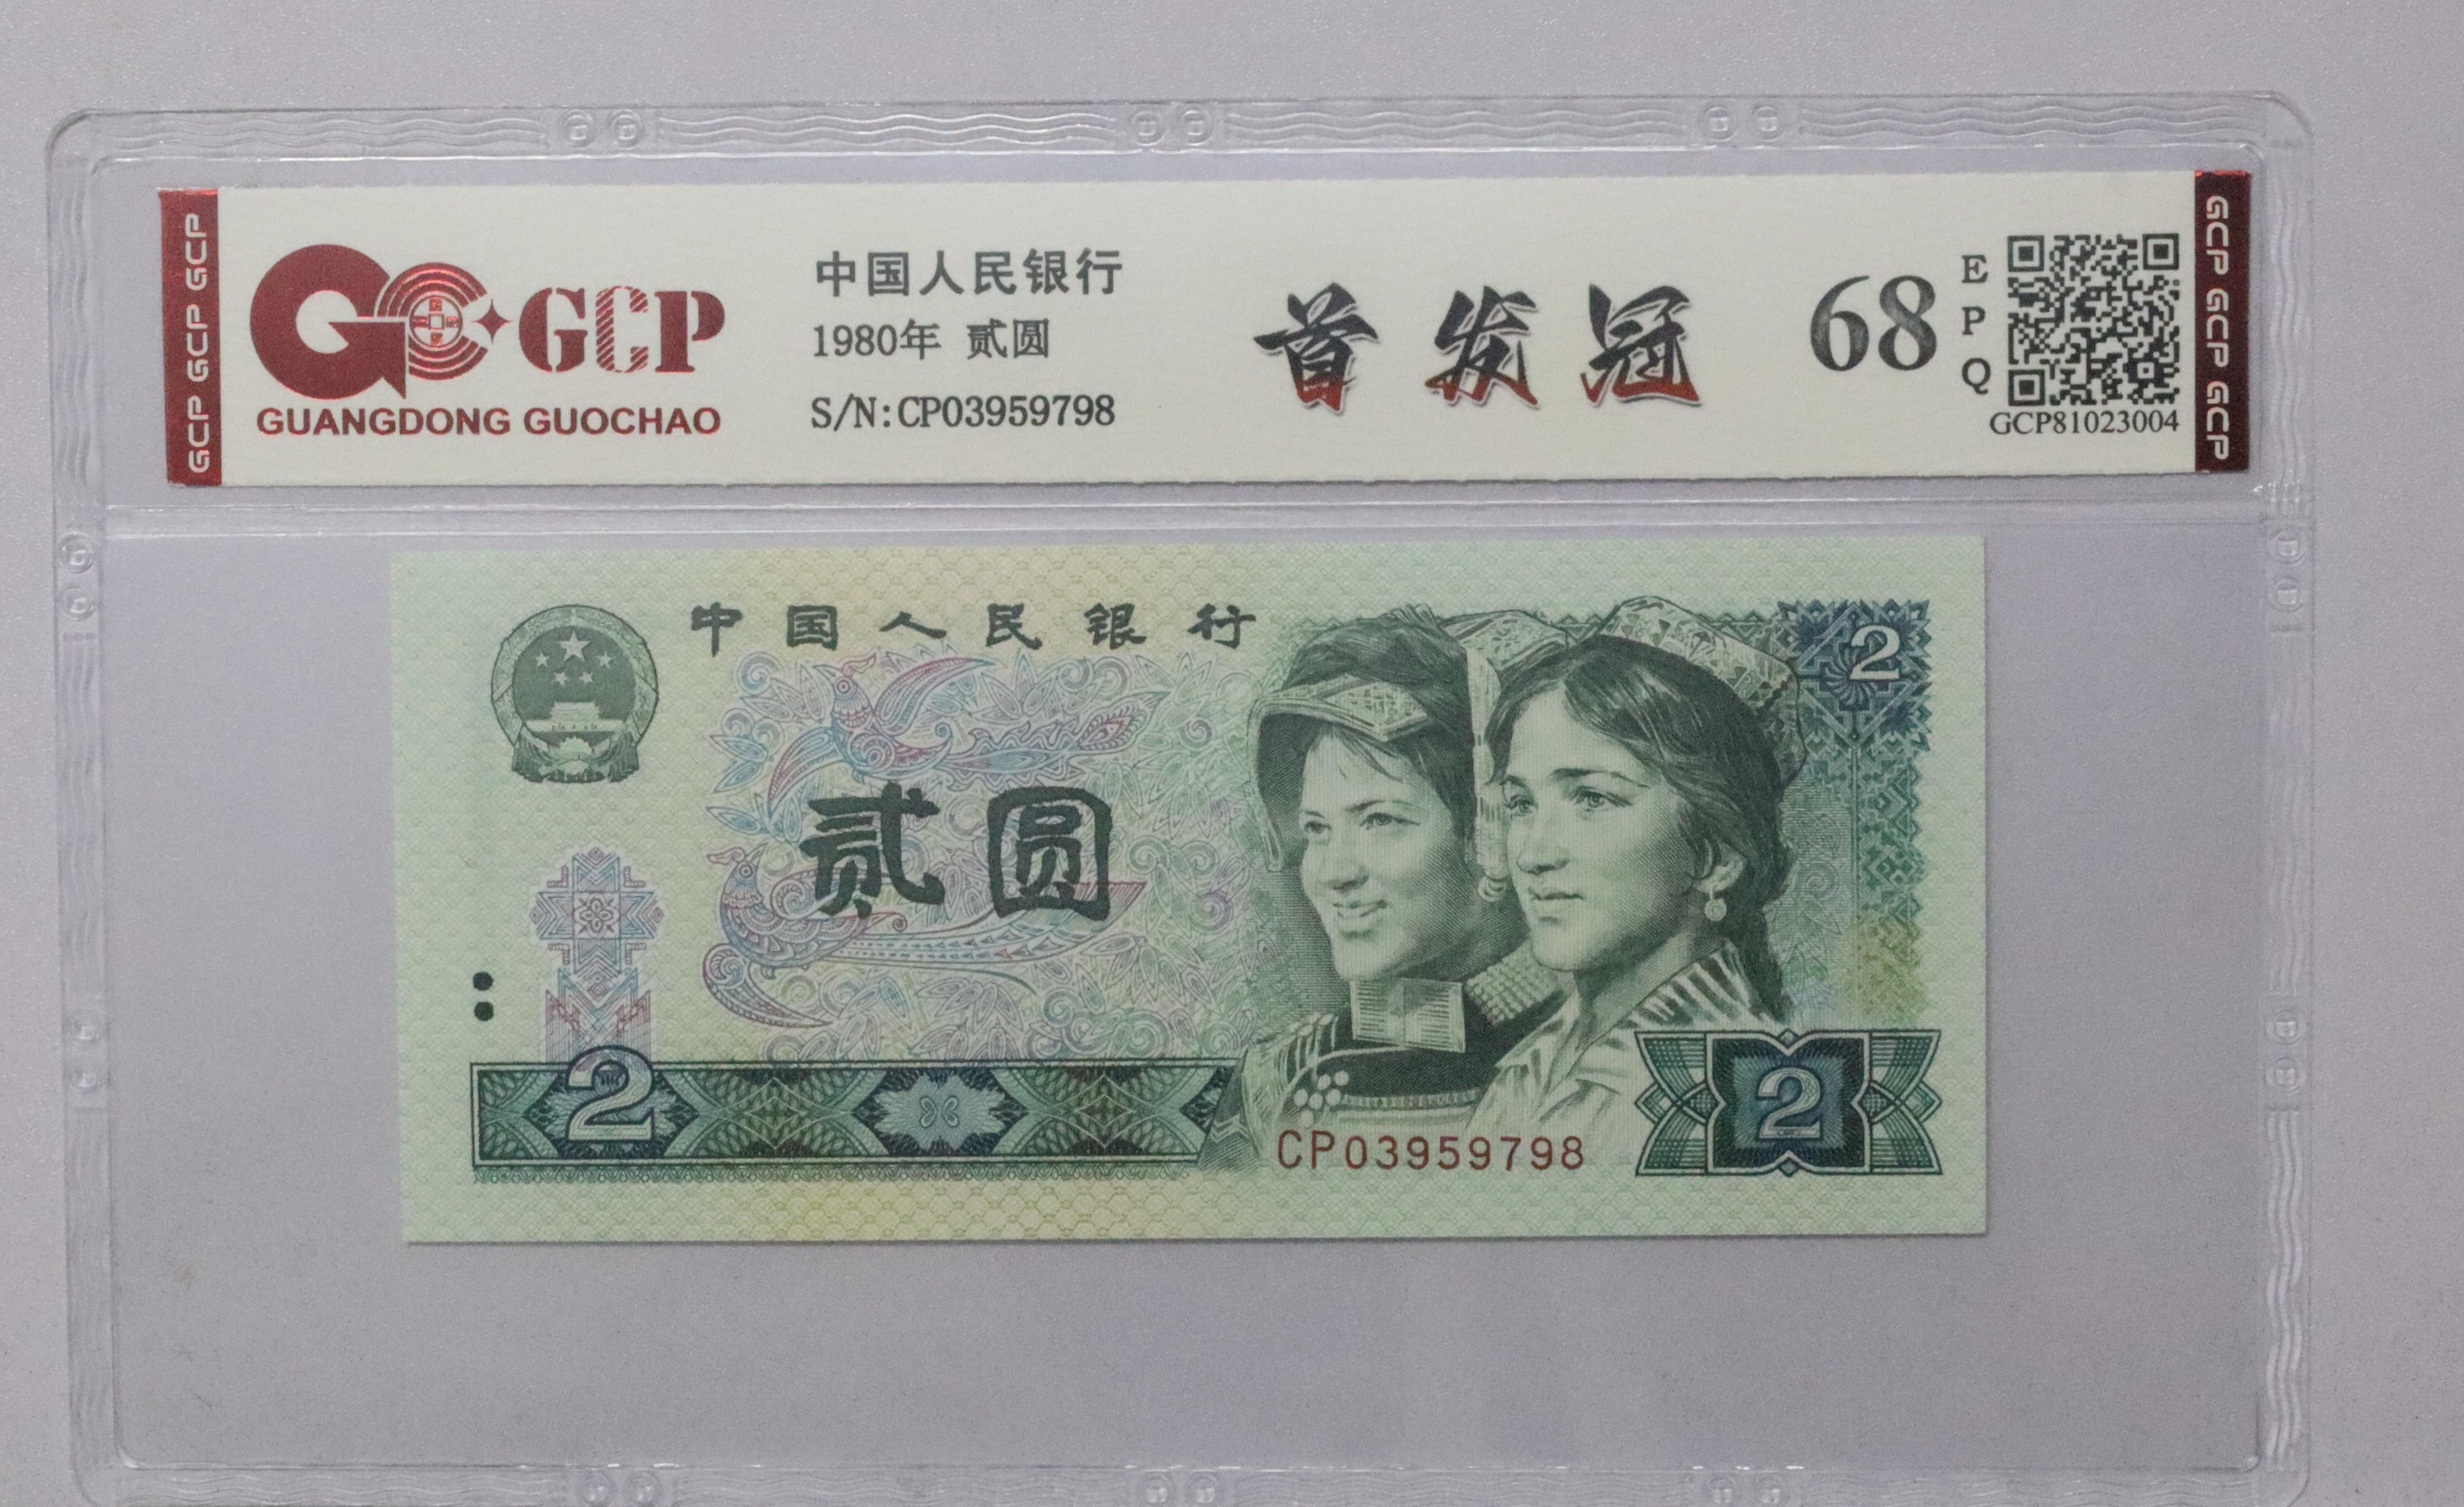 GCP GCP GCP
GCP
GUANGDONG GUOCHAO
中国人民银行
1980年 贰圆
S/N:CP03959798
首发冠
68
EPQ
GCP81023004
GCP GCP GCP
中国人民银行
2
贰圆
2
CP03959798
2